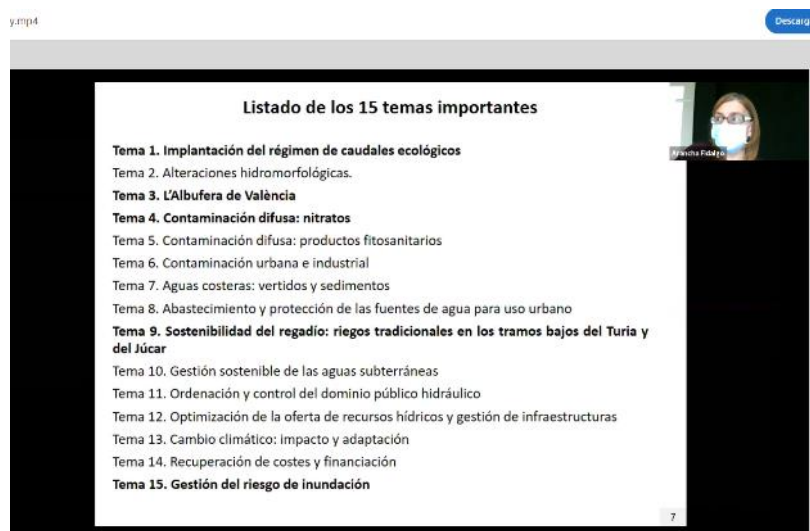 y.mp4
Descarg
Listado de los 15 temas importantes
Tema 1. Implantación del régimen de caudales ecológicos
Tema 2. Alteraciones hidromorfológicas.
Tema 3. L'Albufera de València
Tema 4. Contaminación difusa: nitratos
Tema 5. Contaminación difusa: productos fitosanitarios
Tema 6. Contaminación urbana e industrial
Tema 7. Aguas costeras: vertidos y sedimentos
Tema 8. Abastecimiento y protección de las fuentes de agua para uso urbano
Tema 9. Sostenibilidad del regadío: riegos tradicionales en los tramos bajos del Turia y
del Júcar
Tema 10. Gestión sostenible de las aguas subterráneas
Tema 11. Ordenación y control del dominio público hidráulico
Tema 12. Optimización de la oferta de recursos hídricos y gestión de infraestructuras
Tema 13. Cambio climático: impacto y adaptación
Tema 14. Recuperación de costes y financiación
Tema 15. Gestión del riesgo de inundación
Arancha Fidalgo
7